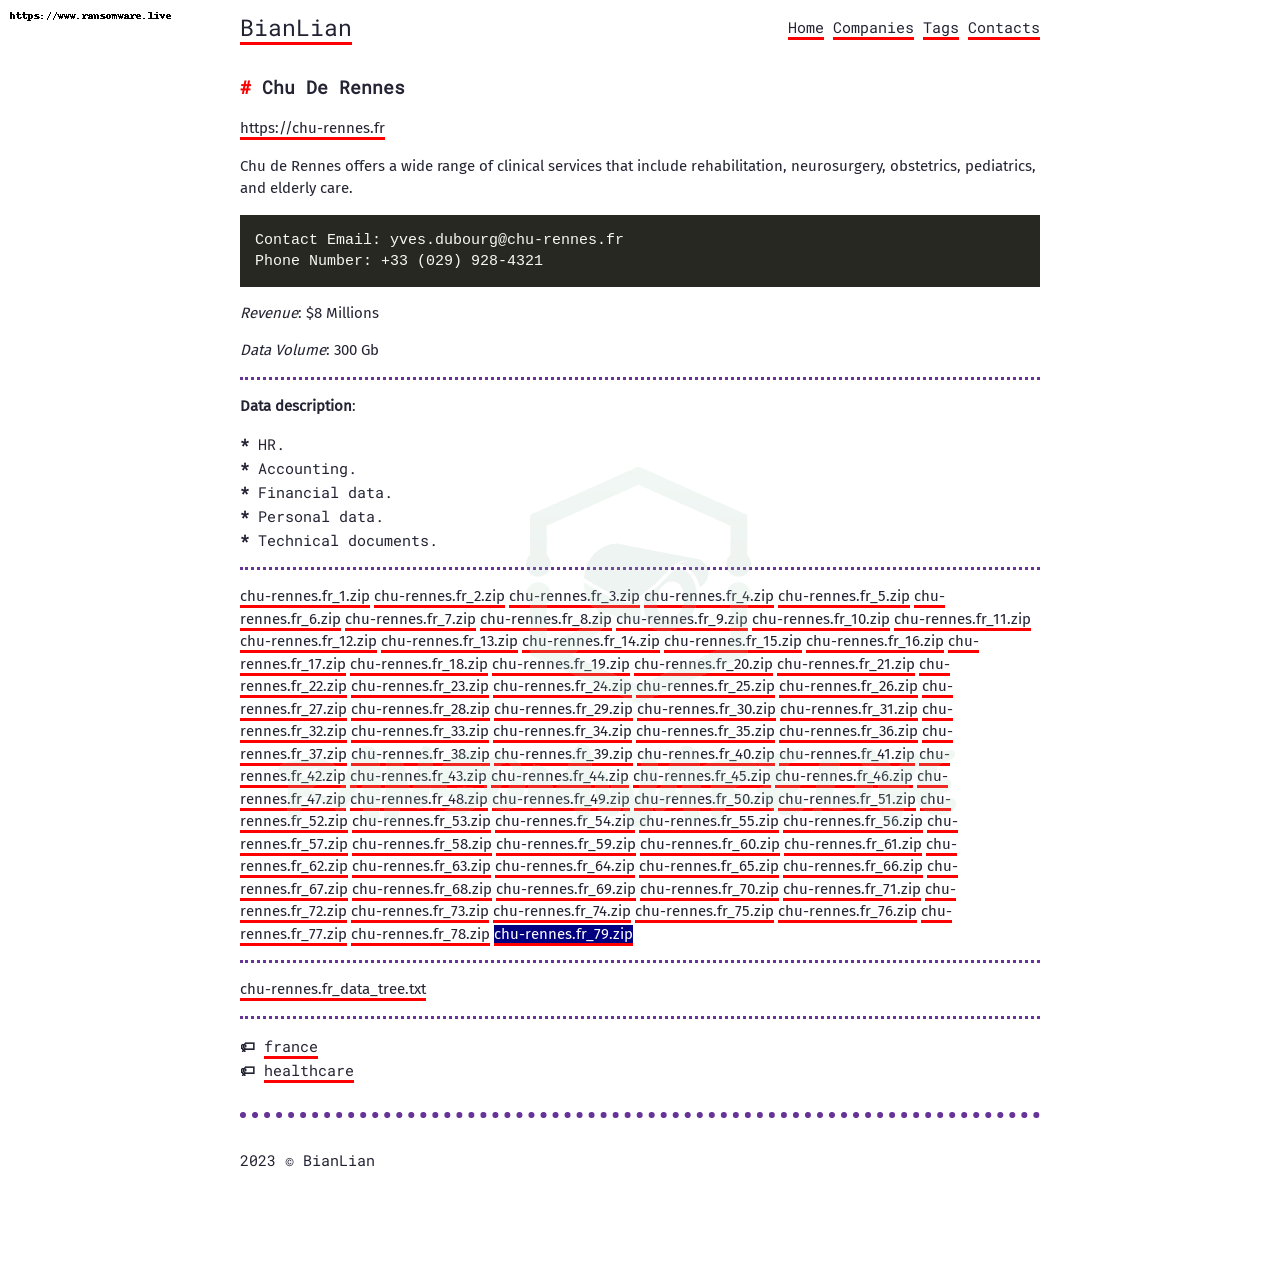 https://www.ransomware.live
BianLian
Home Companies Tags Contacts
# Chu De Rennes
https://chu-rennes.fr
Chu de Rennes offers a wide range of clinical services that include rehabilitation, neurosurgery, obstetrics, pediatrics,
and elderly care.
Contact Email: yves.dubourg@chu-rennes.fr
Phone Number: +33 (029) 928-4321
Revenue: $8 Millions
Data Volume: 300 Gb
Data description:
* HR.
* Accounting.
* Financial data.
* Personal data.
* Technical documents.
chu-rennes.fr_1.zip chu-rennes.fr_2.zip chu-rennes.fr_3.zip chu-rennes.fr_4.zip chu-rennes.fr_5.zip chu-
rennes.fr_6.zip chu-rennes.fr_7.zip chu-rennes.fr_8.zip chu-rennes.fr_9.zip chu-rennes.fr_10.zip chu-rennes.fr_11.zip
chu-rennes.fr_12.zip chu-rennes.fr_13.zip chu-rennes.fr_14.zip chu-rennes.fr_15.zip chu-rennes.fr_16.zip chu-
rennes.fr_17.zip chu-rennes.fr_18.zip chu-rennes.fr_19.zip chu-rennes.fr_20.zip chu-rennes.fr_21.zip chu-
rennes.fr_22.zip chu-rennes.fr_23.zip chu-rennes.fr_24.zip chu-rennes.fr_25.zip chu-rennes.fr_26.zip chu-
rennes.fr_27.zip chu-rennes.fr_28.zip chu-rennes.fr_29.zip chu-rennes.fr_30.zip chu-rennes.fr_31.zip chu-
rennes.fr_32.zip chu-rennes.fr_33.zip chu-rennes.fr_34.zip chu-rennes.fr_35.zip chu-rennes.fr_36.zip chu-
rennes.fr_37.zip chu-rennes.fr_38.zip chu-rennes.fr_39.zip chu-rennes.fr_40.zip chu-rennes.fr_41.zip chu-
rennes.fr_42.zip chu-rennes.fr_43.zip chu-rennes.fr_44.zip chu-rennes.fr_45.zip chu-rennes.fr_46.zip chu-
rennes.fr_47.zip chu-rennes.fr_48.zip chu-rennes.fr_49.zip chu-rennes.fr_50.zip chu-rennes.fr_51.zip chu-
rennes.fr_52.zip chu-rennes.fr_53.zip chu-rennes.fr_54.zip chu-rennes.fr_55.zip chu-rennes.fr_56.zip chu-
rennes.fr_57.zip chu-rennes.fr_58.zip chu-rennes.fr_59.zip chu-rennes.fr_60.zip chu-rennes.fr_61.zip chu-
rennes.fr_62.zip chu-rennes.fr_63.zip chu-rennes.fr_64.zip chu-rennes.fr_65.zip chu-rennes.fr_66.zip chu-
rennes.fr_67.zip chu-rennes.fr_68.zip chu-rennes.fr_69.zip chu-rennes.fr_70.zip chu-rennes.fr_71.zip chu-
rennes.fr_72.zip chu-rennes.fr_73.zip chu-rennes.fr_74.zip chu-rennes.fr_75.zip chu-rennes.fr_76.zip chu-
rennes.fr_77.zip chu-rennes.fr_78.zip chu-rennes.fr_79.zip
chu-rennes.fr_data_tree.txt
france
healthcare
2023 © BianLian